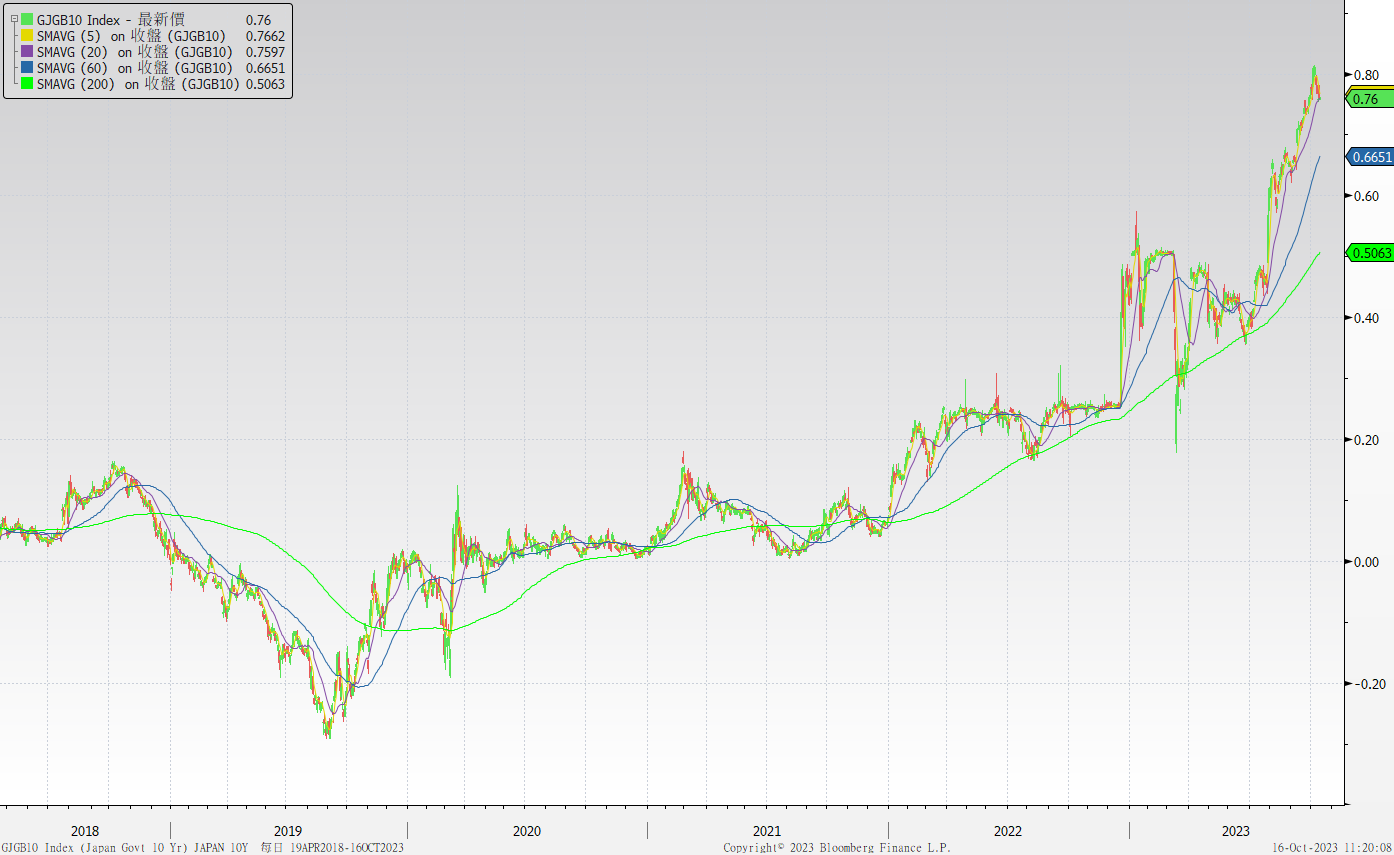 GJGB10 Index - 最新價 0.76
SMAVG (5) on 收盤 (GJGB10) 0.7662
SMAVG (20) on 收盤 (GJGB10) 0.7597
SMAVG (60) on 收盤 (GJGB10) 0.6651
SMAVG (200) on 收盤 (GJGB10) 0.5063
0.80
0.76
0.6651
0.60
0.5063
0.40
0.20
0.00
-0.20
2018 2019 2020 2021 2022 2023
GJGB10 Index (Japan Govt 10 Yr) JAPAN 10Y 每日 19APR2018-16OCT2023 Copyright© 2023 Bloomberg Finance L.P. 16-Oct-2023 11:20:08